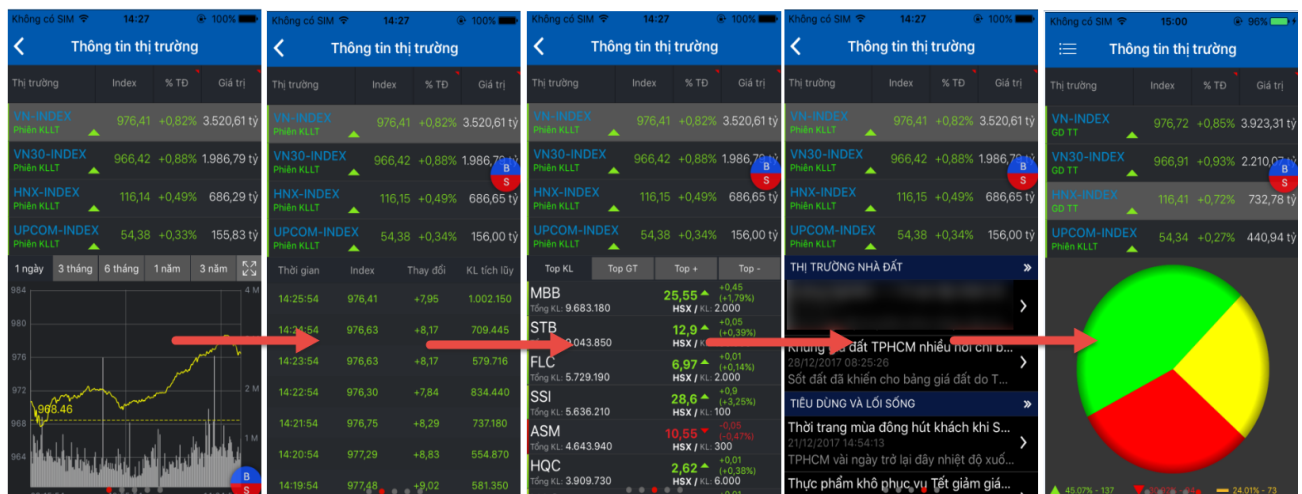 Không có SIM 14:27 100%
Thông tin thị trường
Thị trường Index % TĐ Giá trị
VN-INDEX 976,41 +0,82% 3.520,61 tỷ
Phiên KLLT
VN30-INDEX 966,42 +0,88% 1.986,79 tỷ
Phiên KLLT
B
S
HNX-INDEX 116,14 +0,49% 686,29 tỷ
Phiên KLLT
UPCOM-INDEX 54,38 +0,33% 155,83 tỷ
Phiên KLLT
1 ngày 3 tháng 6 tháng 1 năm 3 năm
984 4 M
980
976
972 2 M
968.46
968
1 M
964
B
S
Không có SIM 14:27 100%
Thông tin thị trường
Thị trường Index % TĐ Giá trị
VN-INDEX 976,41 +0,82% 3.520,61 tỷ
Phiên KLLT
VN30-INDEX 966,42 +0,88% 1.986,79 tỷ
Phiên KLLT
B
S
HNX-INDEX 116,15 +0,49% 686,65 tỷ
Phiên KLLT
UPCOM-INDEX 54,38 +0,34% 156,00 tỷ
Phiên KLLT
Thời gian Index Thay đổi KL tích lũy
14:25:54 976,41 +7,95 1.002.150
14:24:54 976,63 +8,17 709.445
14:23:54 976,63 +8,17 579.716
14:22:54 976,30 +7,84 834.440
14:21:54 976,75 +8,29 737.180
14:20:54 977,29 +8,83 554.870
14:19:54 977,48 +9,02 581.350
Không có SIM 14:27 100%
Thông tin thị trường
Thị trường Index % TĐ Giá trị
VN-INDEX 976,41 +0,82% 3.520,61 tỷ
Phiên KLLT
VN30-INDEX 966,42 +0,88% 1.986,79 tỷ
Phiên KLLT
B
S
HNX-INDEX 116,15 +0,49% 686,65 tỷ
Phiên KLLT
UPCOM-INDEX 54,38 +0,34% 156,00 tỷ
Phiên KLLT
Top KL Top GT Top + Top -
MBB 25,55 +0,45
(+1,79%)
Tổng KL: 9.683.180 HSX / KL: 2.000
STB 12,9 +0,05
(+0,39%)
9.043.850 HSX / KL:
FLC 6,97 +0,01
(+0,14%)
Tổng KL: 5.729.190 HSX / KL: 2.000
SSI 28,6 +0,9
(+3,25%)
Tổng KL: 5.636.210 HSX / KL: 100
ASM 10,55 -0,05
(-0,47%)
Tổng KL: 4.643.940 HSX / KL: 300
HQC 2,62 +0,01
(+0,38%)
Tổng KL: 3.909.730 HSX / KL: 6.000
Không có SIM 14:27 100%
Thông tin thị trường
Thị trường Index % TĐ Giá trị
VN-INDEX 976,41 +0,82% 3.520,61 tỷ
Phiên KLLT
VN30-INDEX 966,42 +0,88% 1.986,79 tỷ
Phiên KLLT
B
S
HNX-INDEX 116,15 +0,49% 686,65 tỷ
Phiên KLLT
UPCOM-INDEX 54,38 +0,34% 156,00 tỷ
Phiên KLLT
THỊ TRƯỜNG NHÀ ĐẤT »
Khung giá đất TPHCM nhiều nơi chỉ b...
28/12/2017 08:25:26
Sốt đất đã khiến cho bảng giá đất do T...
TIÊU DÙNG VÀ LỐI SỐNG »
Thời trang mùa đông hút khách khi S...
21/12/2017 14:54:13
TPHCM vài ngày trở lại đây nhiệt độ xuố...
Thực phẩm khô phục vụ Tết giảm giá...
Không có SIM 15:00 96%
Thông tin thị trường
Thị trường Index % TĐ Giá trị
VN-INDEX 976,72 +0,85% 3.923,31 tỷ
GD TT
VN30-INDEX 966,91 +0,93% 2.210,07 tỷ
GD TT
B
S
HNX-INDEX 116,41 +0,72% 732,78 tỷ
GD TT
UPCOM-INDEX 54,34 +0,27% 440,94 tỷ
Phiên KLLT
45.07% - 137 24.01% - 73